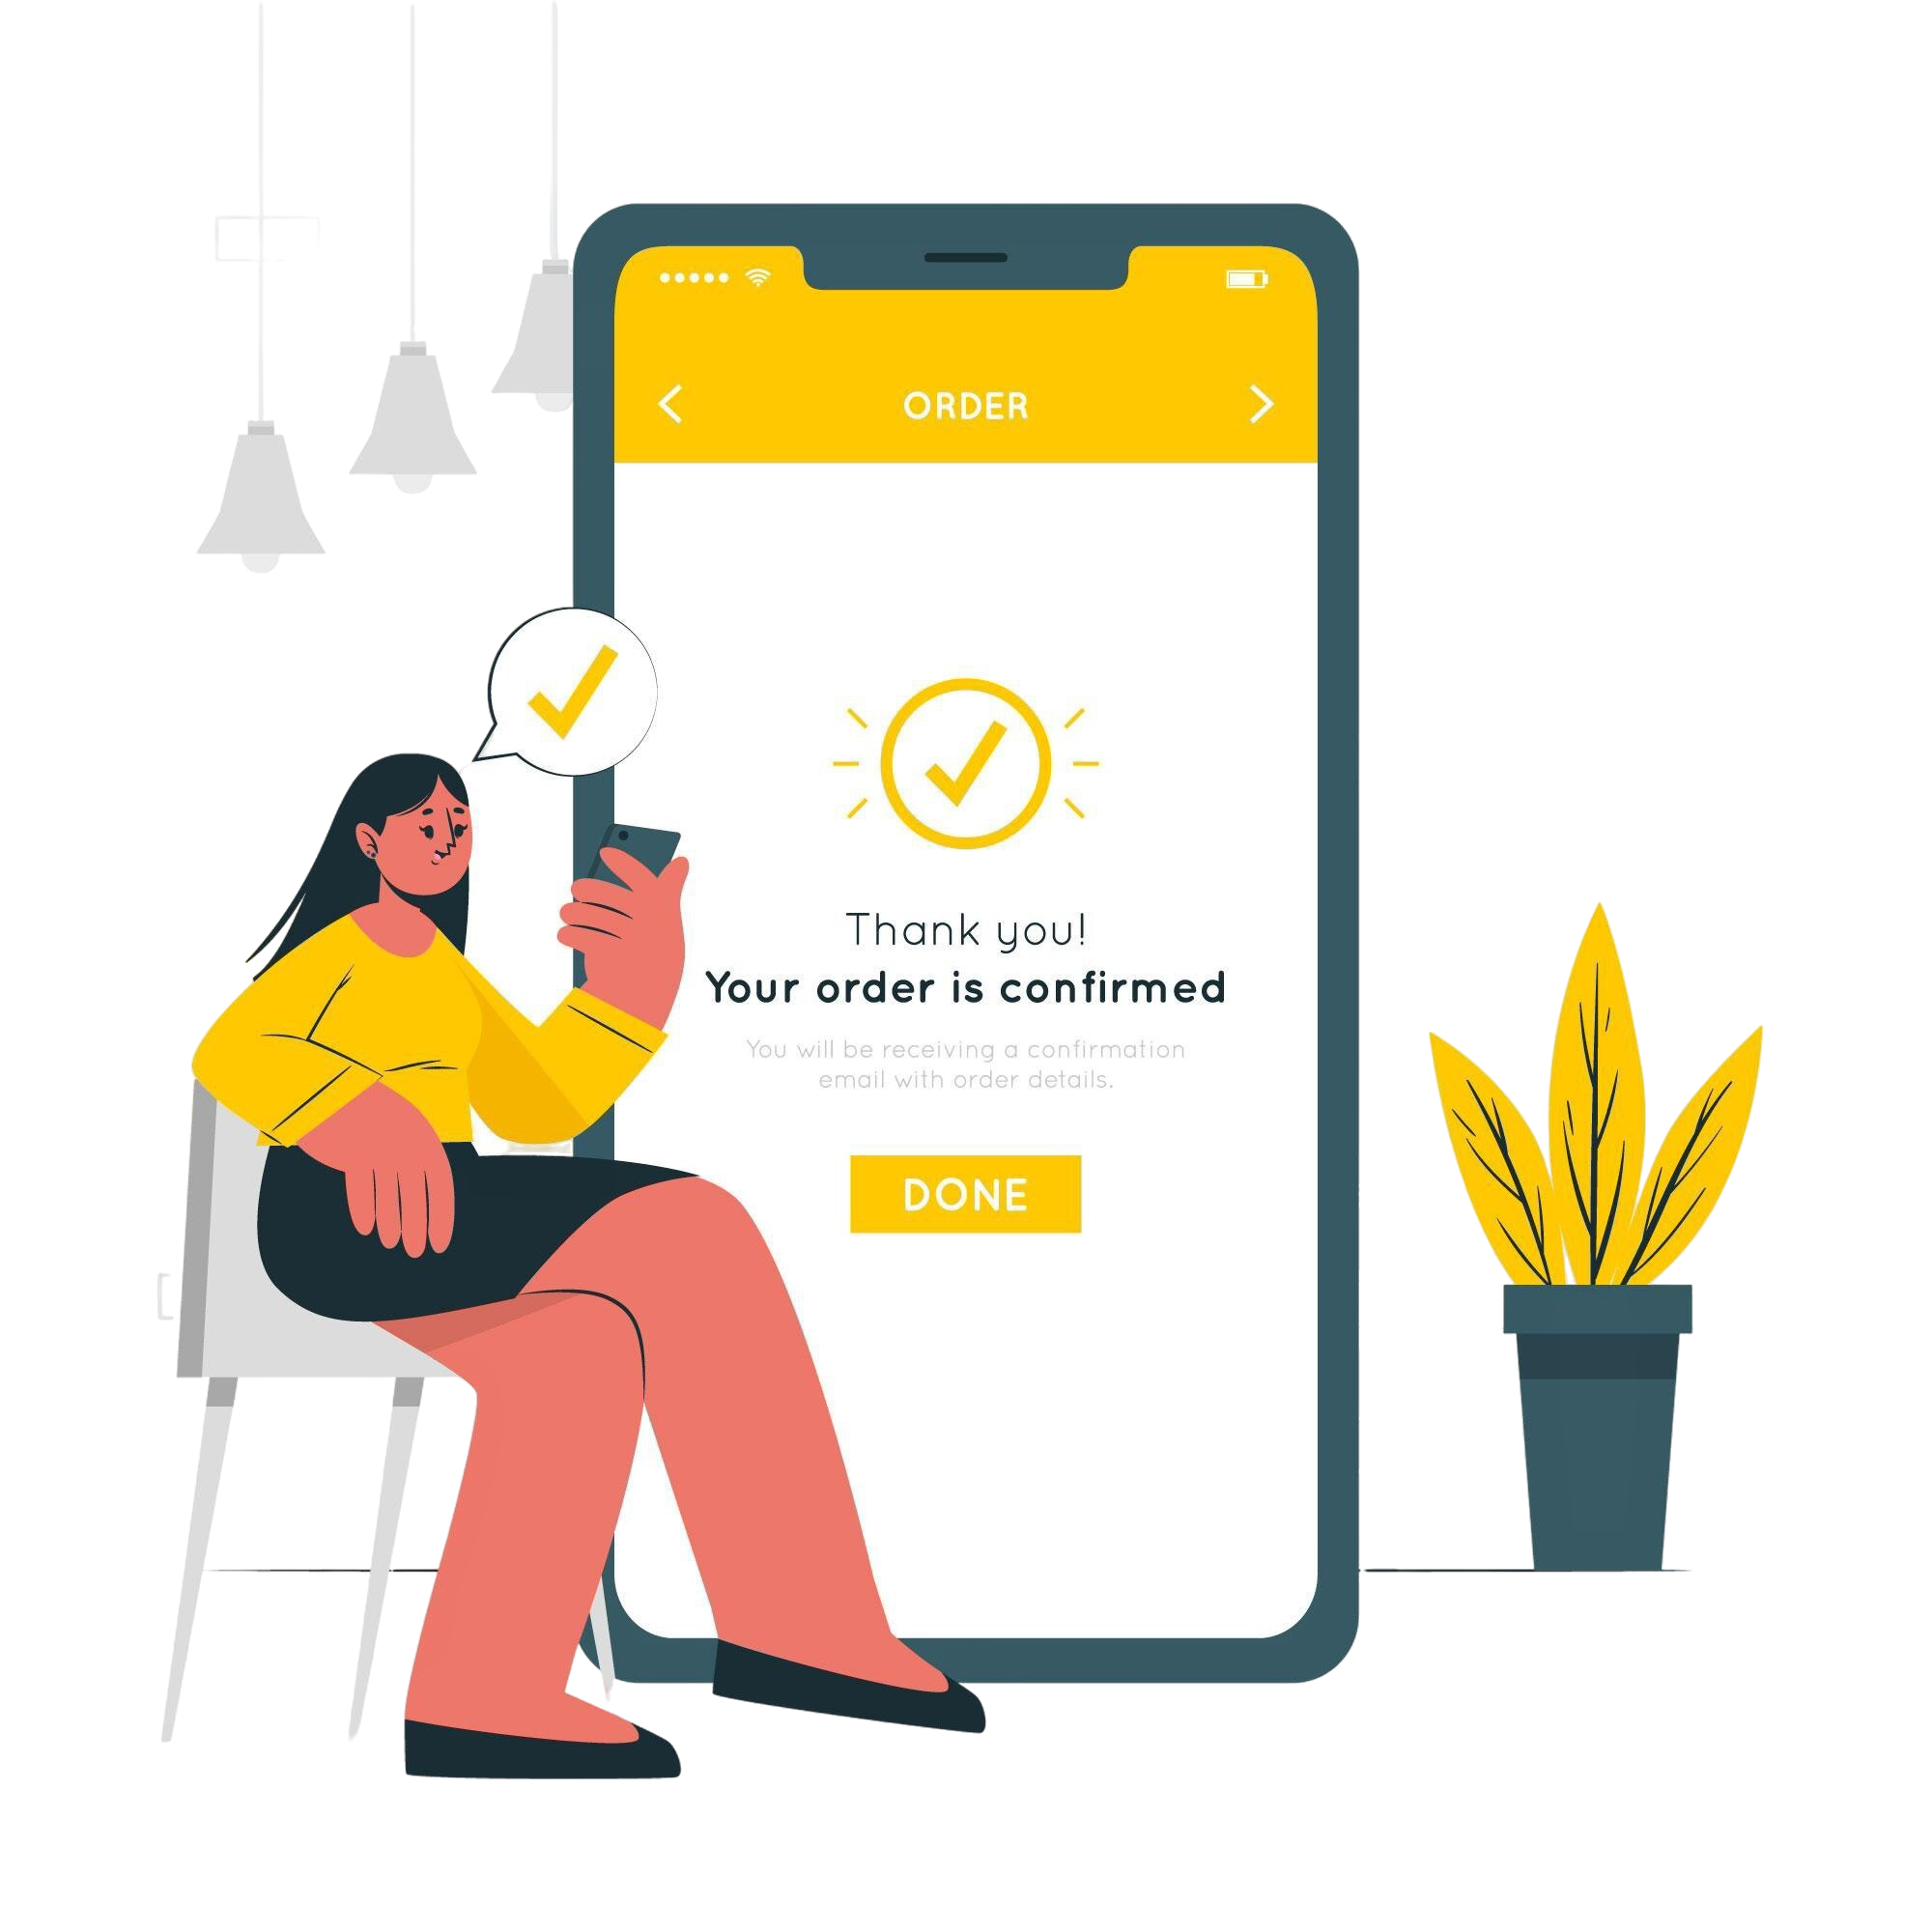 ORDER
Thank you!
Your order is confirmed
You will be receiving a confirmation
email with order details.
DONE